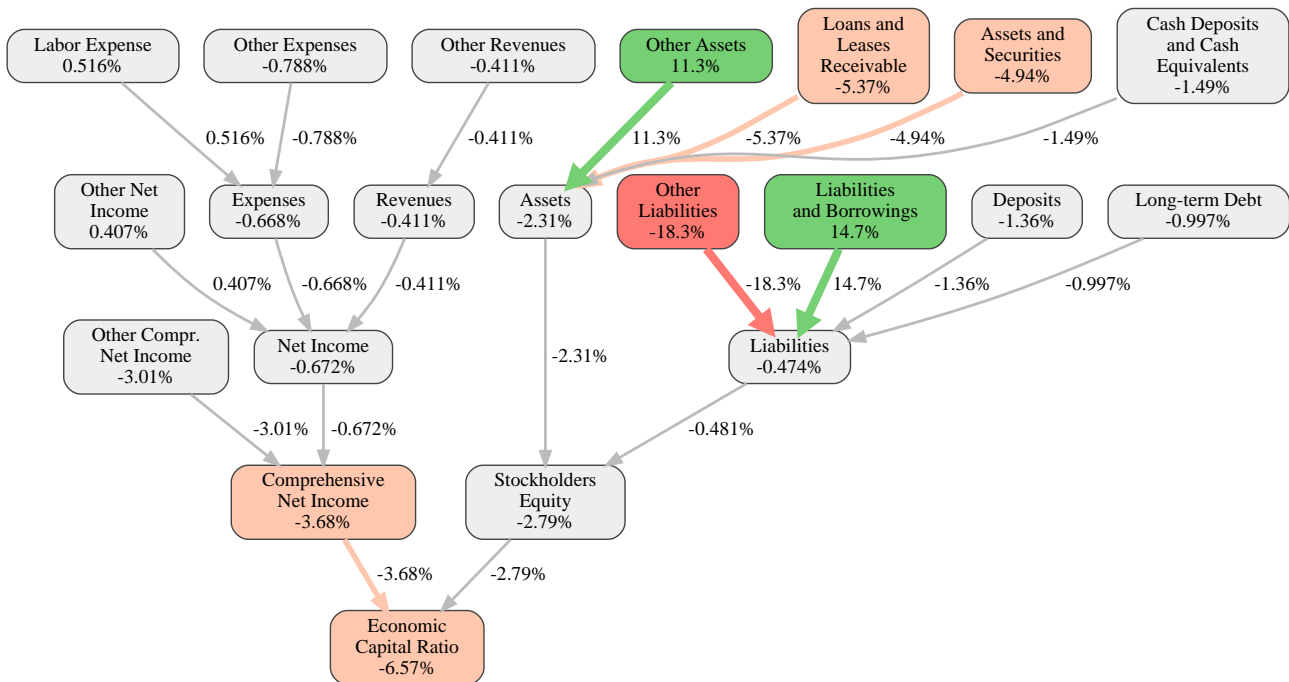 Labor Expense
0.516%
Other Expenses
-0.788%
Other Revenues
-0.411%
Other Assets
11.3%
Loans and
Leases
Receivable
-5.37%
Assets and
Securities
-4.94%
Cash Deposits
and Cash
Equivalents
-1.49%
0.516%
-0.788%
-0.411%
11.3%
-5.37%
-4.94%
-1.49%
Other Net
Income
0.407%
Expenses
-0.668%
Revenues
-0.411%
Assets
-2.31%
Other
Liabilities
-18.3%
Liabilities
and Borrowings
14.7%
Deposits
-1.36%
Long-term Debt
-0.997%
0.407%
-0.668%
-0.411%
-18.3%
14.7%
-1.36%
-0.997%
Other Compr.
Net Income
-3.01%
Net Income
-0.672%
-2.31%
Liabilities
-0.474%
-3.01%
-0.672%
-0.481%
Comprehensive
Net Income
-3.68%
Stockholders
Equity
-2.79%
-3.68%
-2.79%
Economic
Capital Ratio
-6.57%